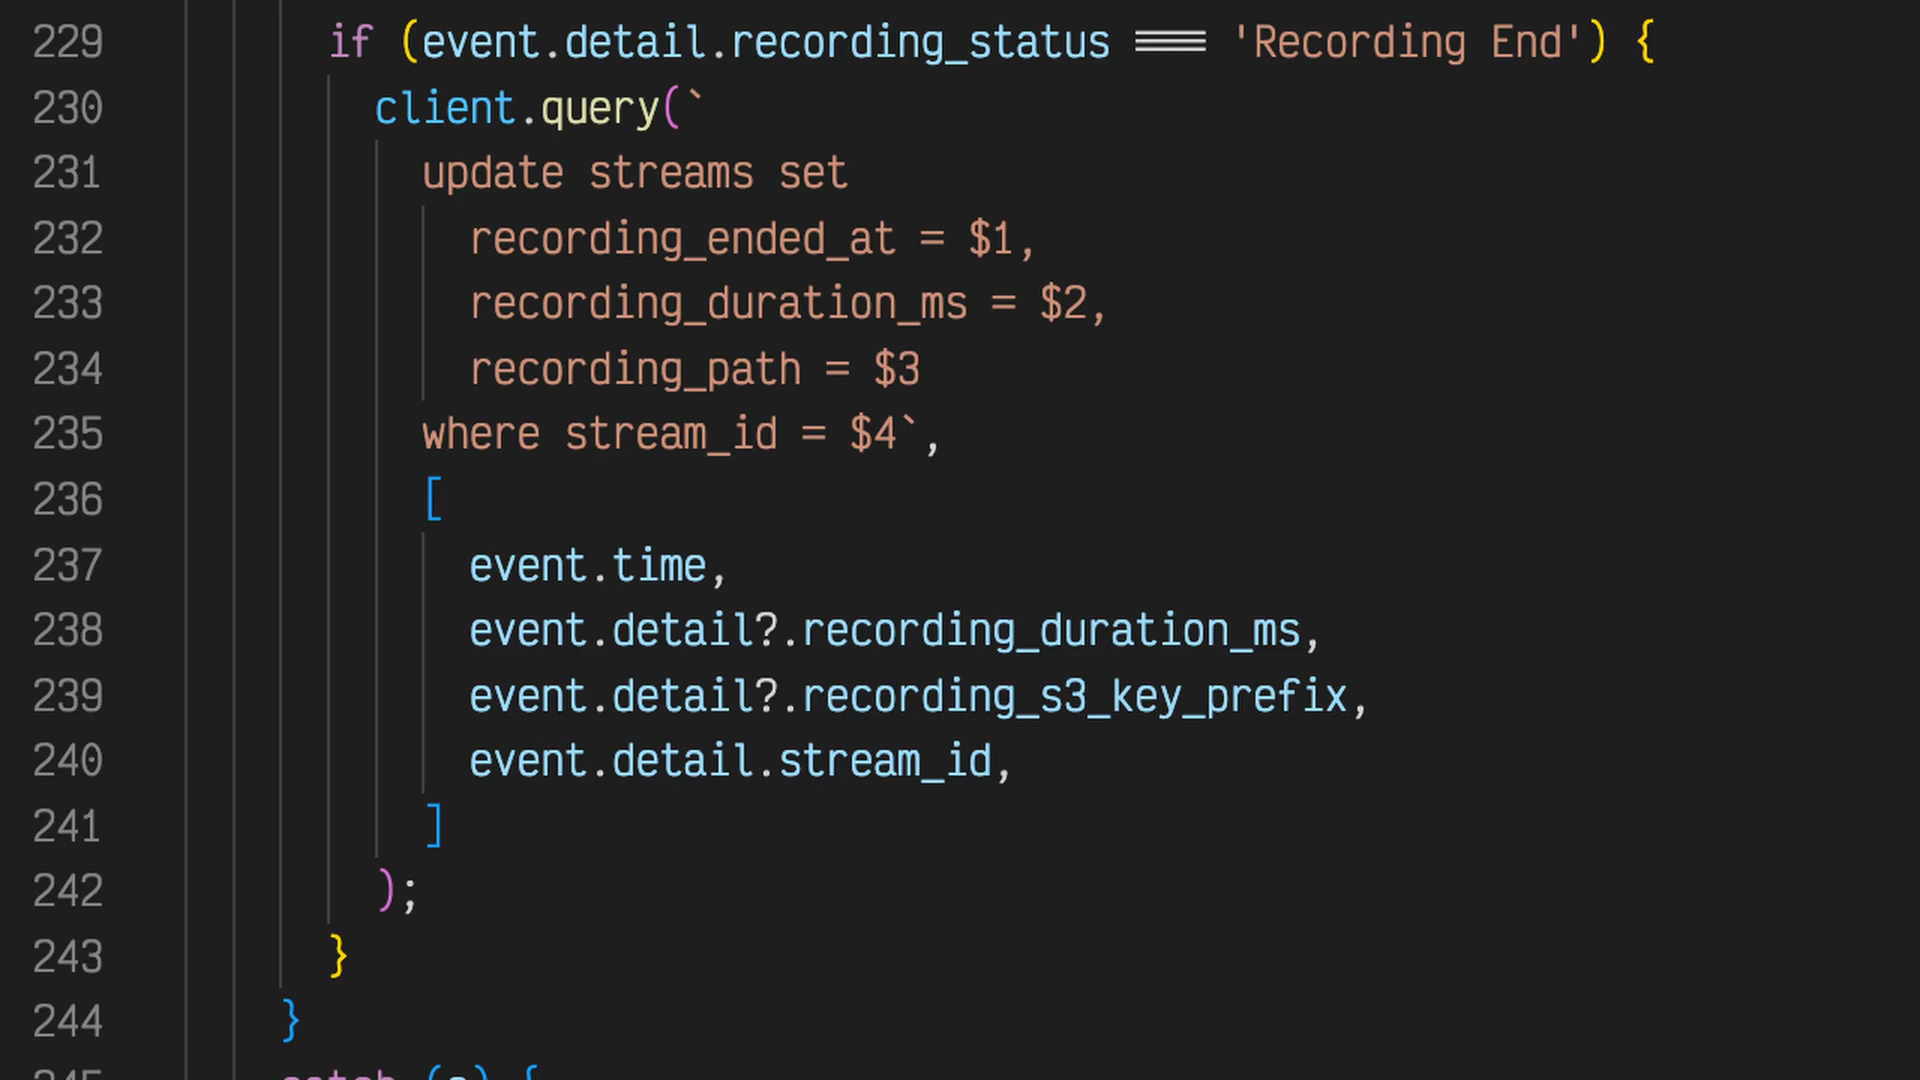 229 if (event.detail.recording_status === 'Recording End') {
230 client.query(`
231 update streams set
232 recording_ended_at = $1,
233 recording_duration_ms = $2,
234 recording_path = $3
235 where stream_id = $4`,
236 [
237 event.time,
238 event.detail?.recording_duration_ms,
239 event.detail?.recording_s3_key_prefix,
240 event.detail.stream_id,
241 ]
242 );
243 }
244 }
245 catch (e) {